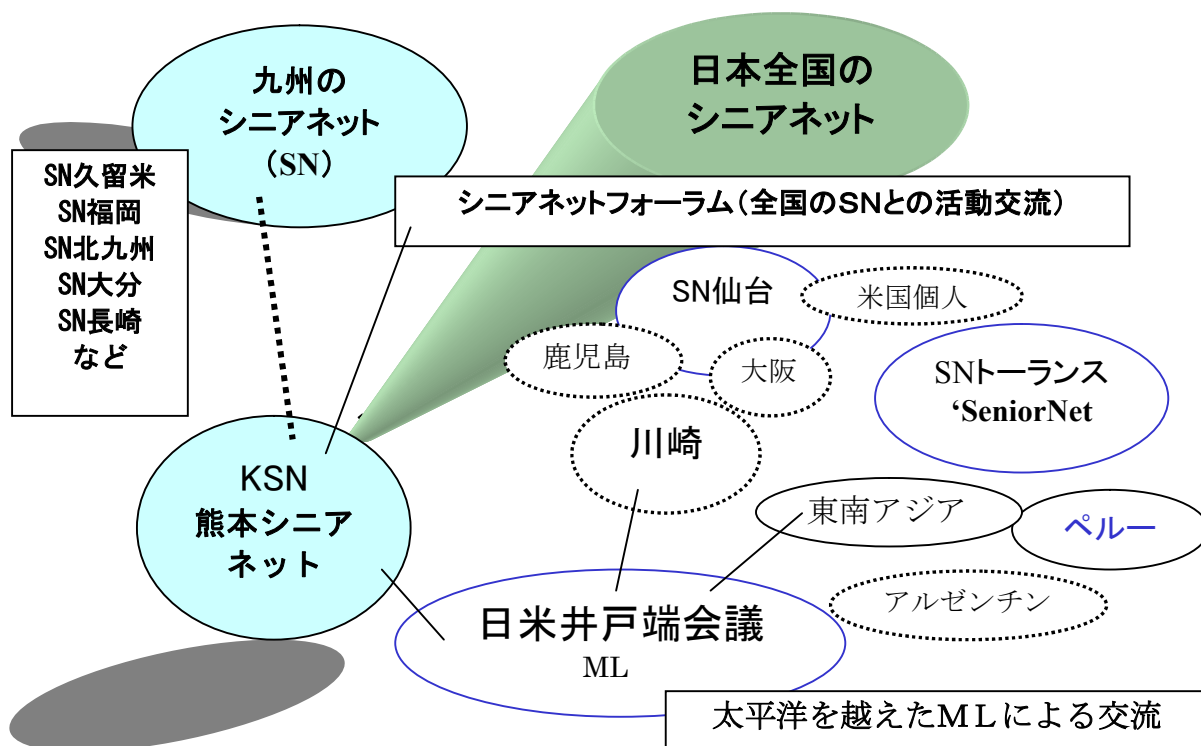 九州の
シニアネット
（SN）
日本全国の
シニアネット
SN久留米
SN福岡
SN北九州
SN大分
SN長崎
など
シニアネットフォーラム（全国のＳＮとの活動交流）
SN仙台
米国個人
鹿児島
大阪
SNトーランス
‘SeniorNet
川崎
KSN
熊本シニア
ネット
東南アジア
ペルー
アルゼンチン
日米井戸端会議
ML
太平洋を越えたＭＬによる交流